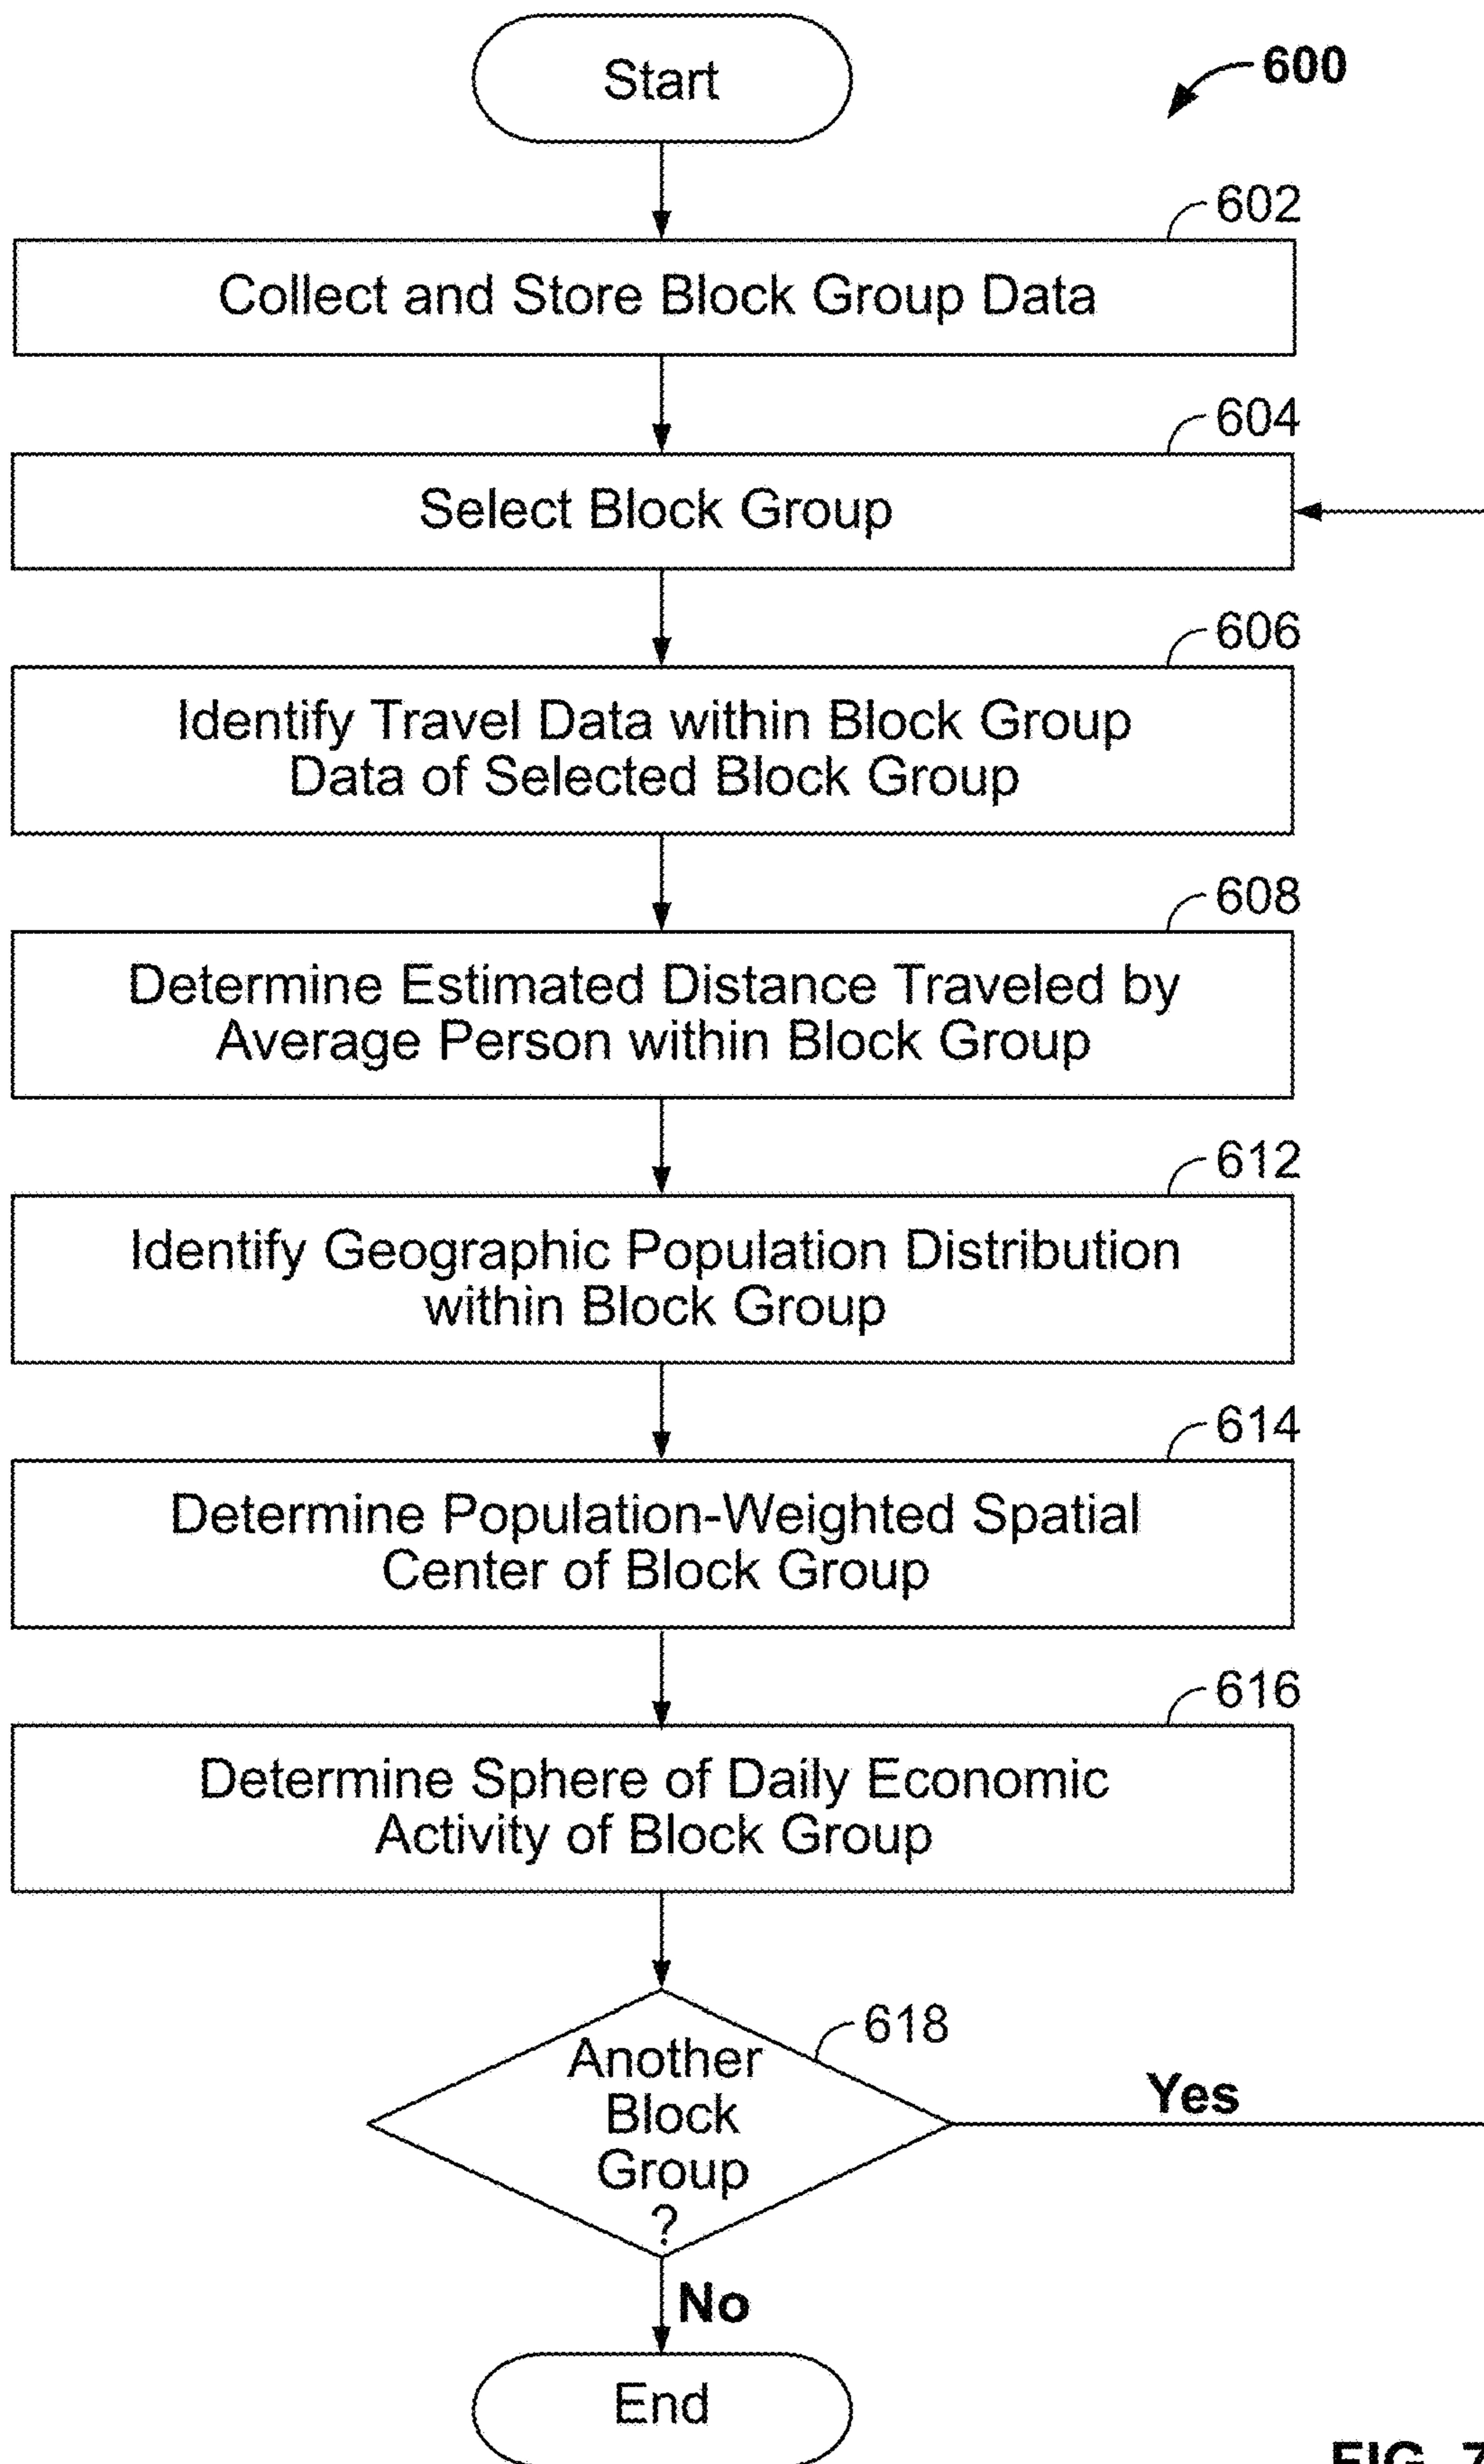 Start
600
602
Collect and Store Block Group Data
604
Select Block Group
606
Identify Travel Data within Block Group
Data of Selected Block Group
608
Determine Estimated Distance Traveled by
Average Person within Block Group
612
Identify Geographic Population Distribution
within Block Group
614
Determine Population-Weighted Spatial
Center of Block Group
616
Determine Sphere of Daily Economic
Activity of Block Group
618
Another
Block
Group
?
Yes
No
End
FIG.